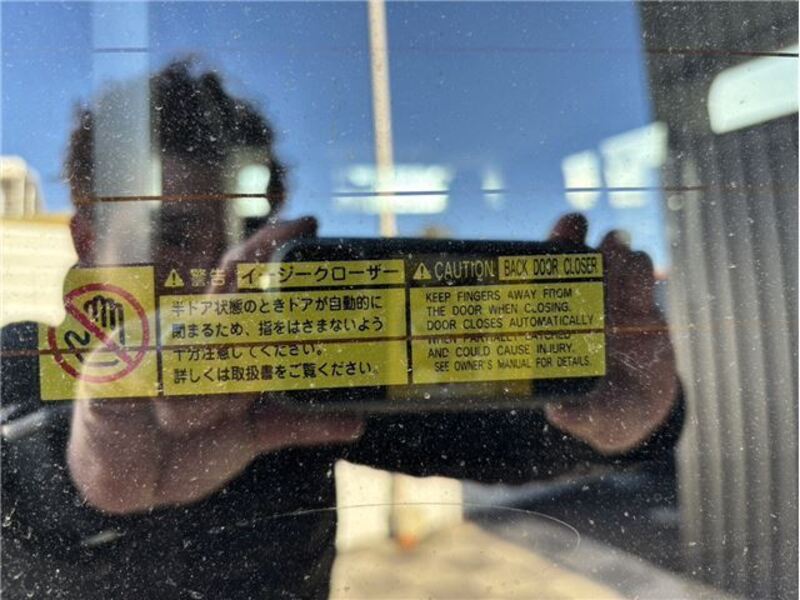 警告 イージークローザー
半ドア状態のときドアが自動的に
閉まるため、指をはさまないよう
十分注意してください。
詳しくは取扱書をご覧ください。
CAUTION BACK DOOR CLOSER
KEEP FINGERS AWAY FROM
THE DOOR WHEN CLOSING.
DOOR CLOSES AUTOMATICALLY
WHEN PARTIALLY LATCHED
AND COULD CAUSE INJURY.
SEE OWNER'S MANUAL FOR DETAILS.